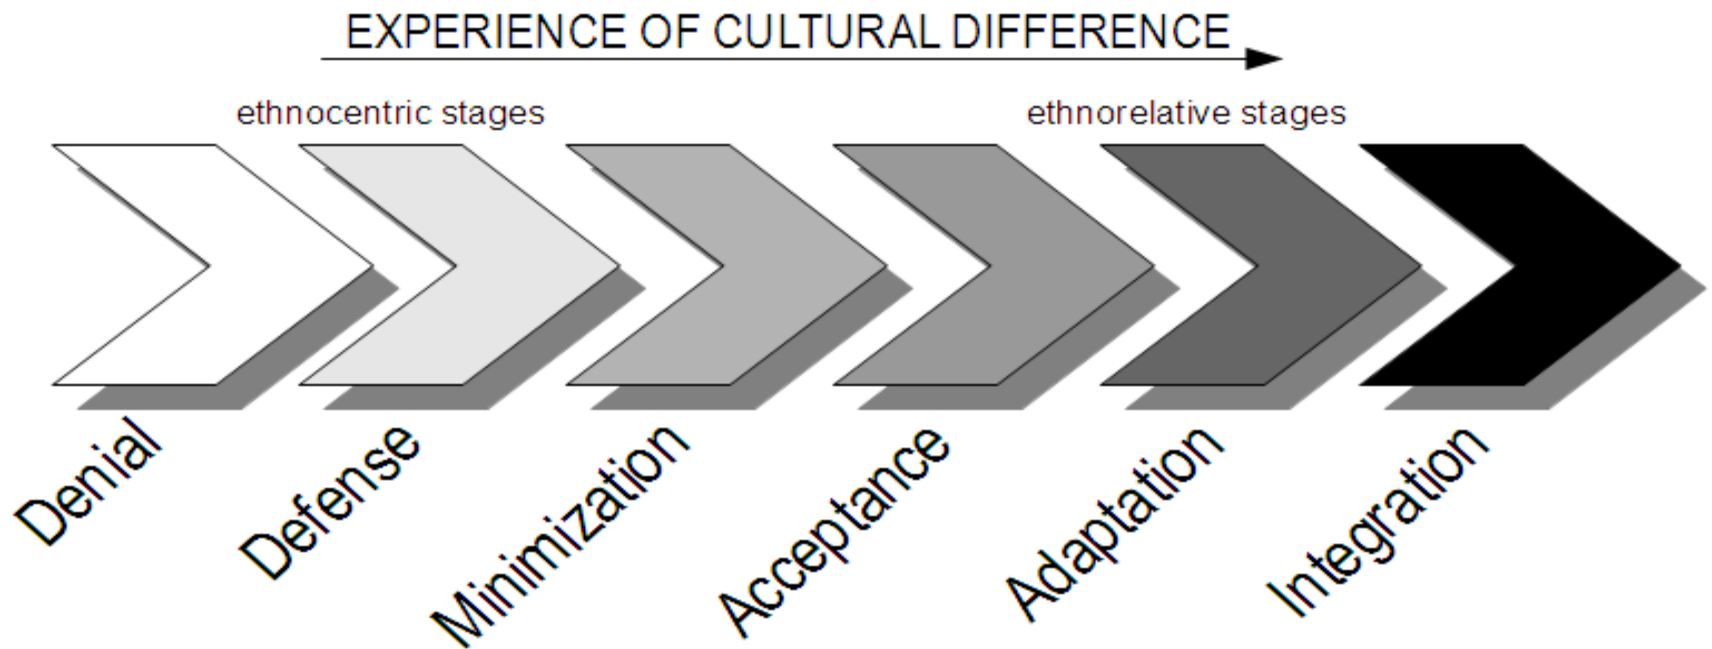 EXPERIENCE OF CULTURAL DIFFERENCE
ethnocentric stages
ethnorelative stages
Denial
Defense
Minimization
Acceptance
Adaptation
Integration